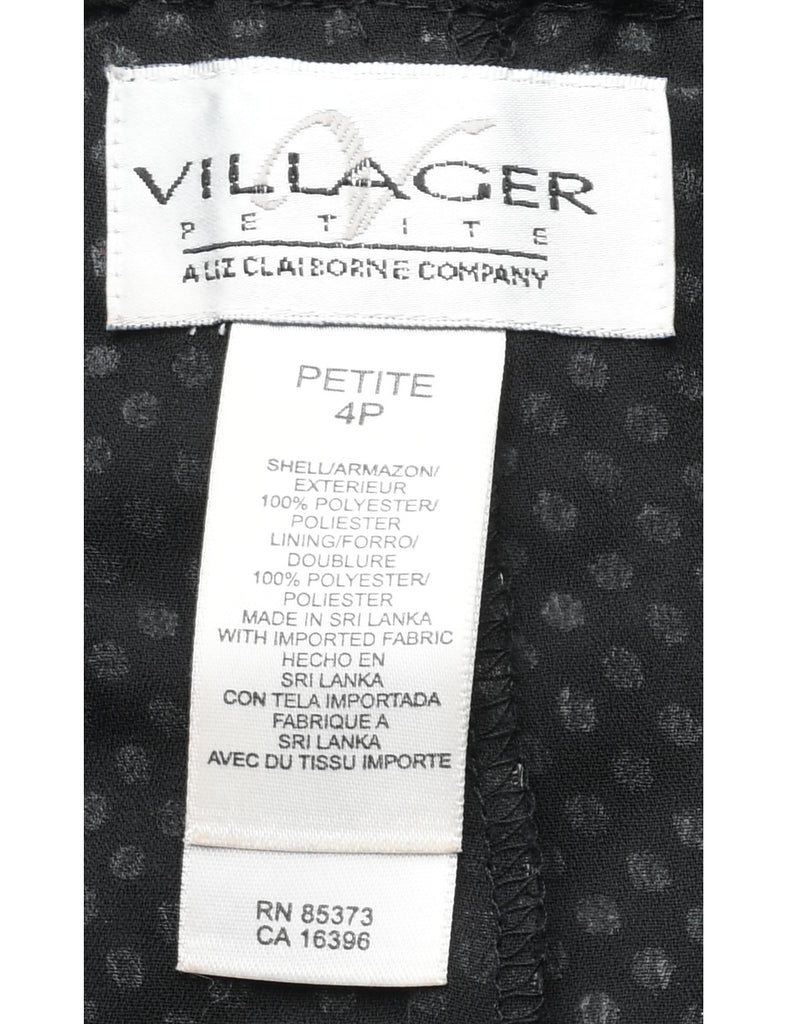 VILLAGER
PETITE
A LIZ CLAIBORNE COMPANY
PETITE
4P
SHELL/ARMAZON/
EXTERIEUR
100% POLYESTER/
POLIESTER
LINING/FORRO/
DOUBLURE
100% POLYESTER/
POLIESTER
MADE IN SRI LANKA
WITH IMPORTED FABRIC
HECHO EN
SRI LANKA
CON TELA IMPORTADA
FABRIQUE A
SRI LANKA
AVEC DU TISSU IMPORTE
RN 85373
CA 16396